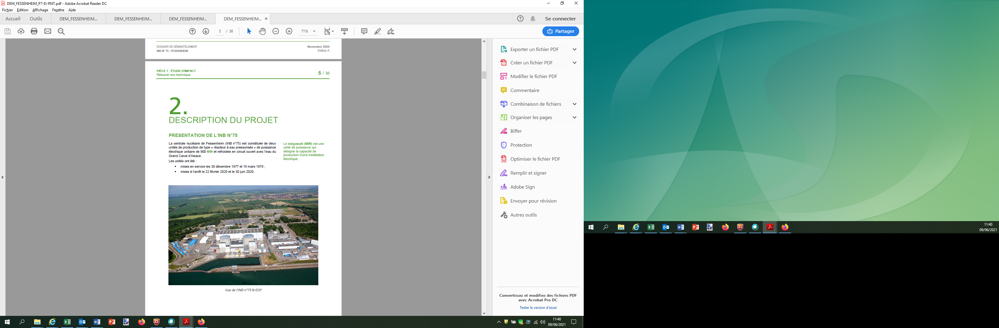 DEM_FESSENHEIM_P7-EI-RNT.pdf - Adobe Acrobat Reader DC
Fichier Edition Affichage Fenêtre Aide
Accueil Outils DEM_FESSENHEIM... DEM_FESSENHEIM... DEM_FESSENHEIM... DEM_FESSENHEIM... × Se connecter
5 / 38 71% Partager
DOSSIER DE DÉMANTÈLEMENT Novembre 2020
INB N° 75 : FESSENHEIM Indice A
PIÈCE 7 : ÉTUDE D'IMPACT
Résumé non technique 5 / 38
2.
DESCRIPTION DU PROJET
PRESENTATION DE L'INB N°75
La centrale nucléaire de Fessenheim (INB n°75) est constituée de deux
unités de production de type « réacteur à eau pressurisée » de puissance
électrique unitaire de 900 MW et refroidies en circuit ouvert avec l'eau du
Grand Canal d'Alsace.
Les unités ont été :
• mises en service les 30 décembre 1977 et 18 mars 1978 ;
• mises à l'arrêt le 22 février 2020 et le 30 juin 2020.
Le mégawatt (MW) est une
unité de puissance qui
désigne la capacité de
production d'une installation
électrique.
Vue de l'INB n°75 © EDF
Exporter un fichier PDF
Créer un fichier PDF
Modifier le fichier PDF
Commentaire
Combinaison de fichiers
Organiser les pages
Biffer
Protection
Optimiser le fichier PDF
Remplir et signer
Adobe Sign
Envoyer pour révision
Autres outils
Convertissez et modifiez des fichiers PDF
avec Acrobat Pro DC
Tester la version d'essai
11:40
09/06/2021
11:40
09/06/2021